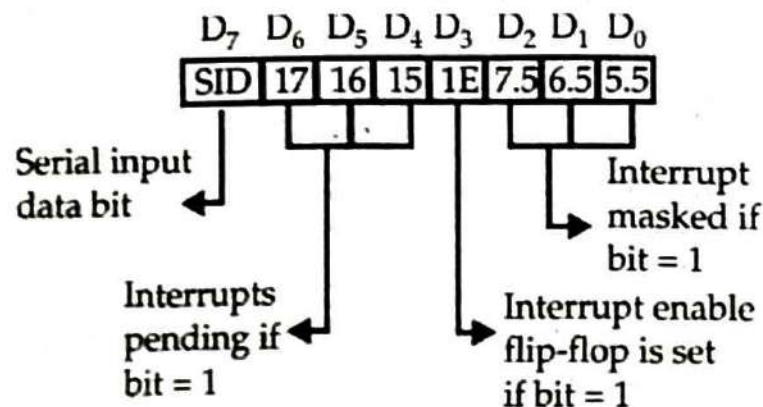 D7 D6 D5 D4 D3 D2 D1 D0
SID 17 16 15 1E 7.5 6.5 5.5
Serial input
data bit
Interrupt
masked if
bit = 1
Interrupts
pending if
bit = 1
Interrupt enable
flip-flop is set
if bit = 1